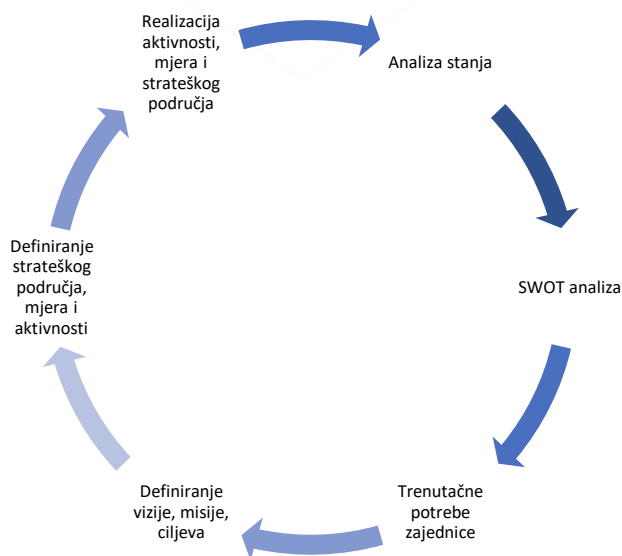 Realizacija
aktivnosti,
mjera i
strateškog
područja
Analiza stanja
SWOT analiza
Trenutačne
potrebe
zajednice
Definiranje
vizije, misije,
ciljeva
Definiranje
strateškog
područja,
mjera i
aktivnosti